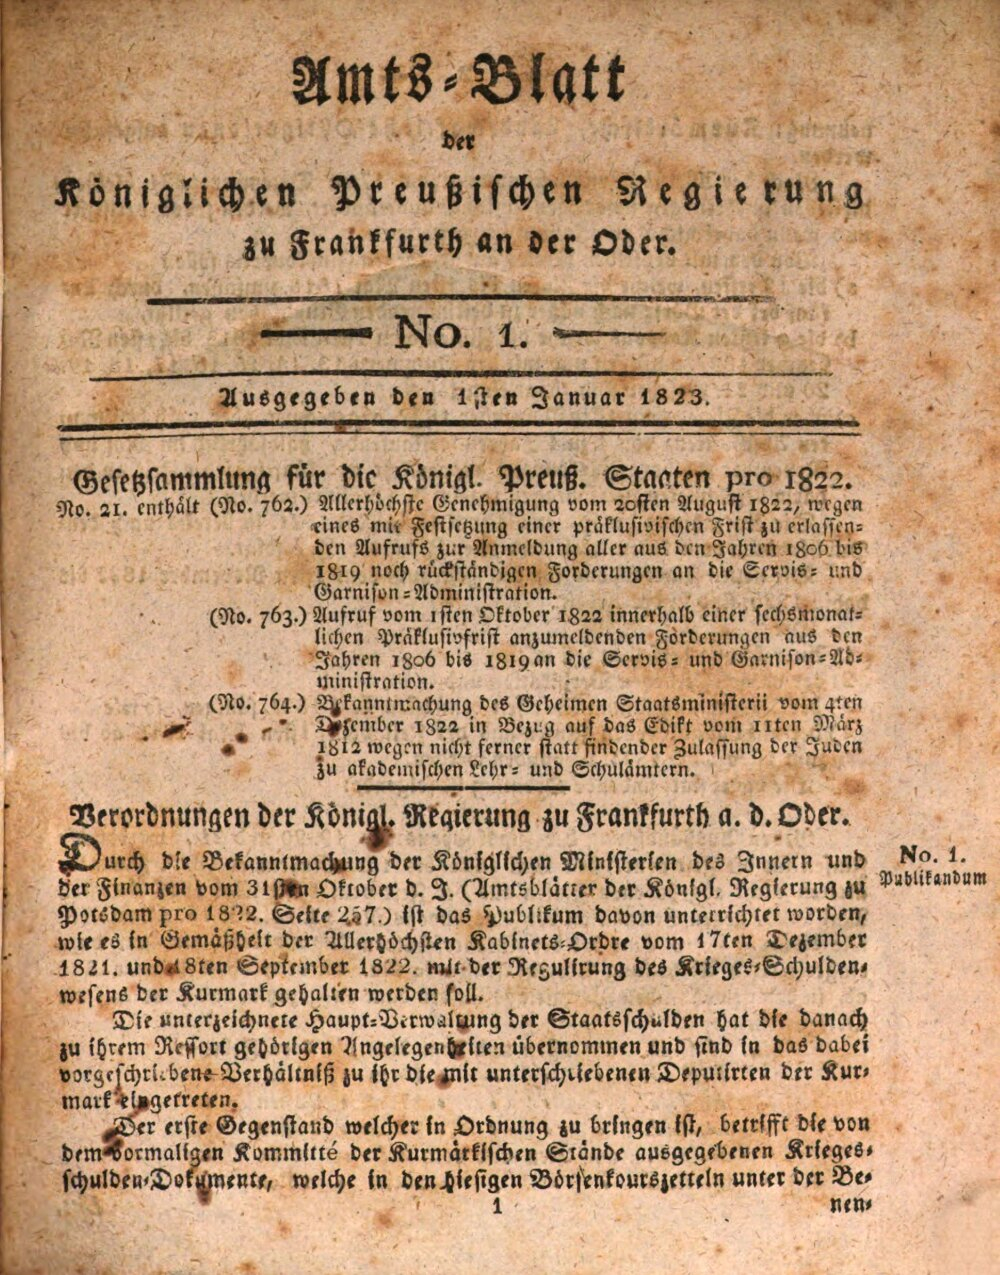 Amts-Blatt
der
Königlichen Preußischen Regierung
zu Frankfurth an der Oder.
No. 1.
Ausgegeben den 1sten Januar 1823.
Gesetzsammlung für die Königl. Preuß. Staaten pro 1822.
No. 21. enthält (No. 762.) Allerhöchste Genehmigung vom 20sten August 1822, wegen
eines mit Festsetzung einer präklusivischen Frist zu erlassen-
den Aufrufs zur Anmeldung aller aus den Jahren 1806 bis
1819 noch rückständigen Forderungen an die Servis- und
Garnison-Administration.
(No. 763.) Aufruf vom 1sten Oktober 1822 innerhalb einer sechsmonat-
lichen Präklusivfrist anzumeldenden Forderungen aus den
Jahren 1806 bis 1819 an die Servis- und Garnison-Ad-
ministration.
(No. 764.) Bekanntmachung des Geheimen Staatsministerii vom 4ten
Dezember 1822 in Bezug auf das Edikt vom 11ten März
1812 wegen nicht ferner statt findender Zulassung der Juden
zu akademischen Lehr- und Schulämtern.
Verordnungen der Königl. Regierung zu Frankfurth a. d. Oder.
Durch die Bekanntmachung der Königlichen Ministerien des Innern und
der Finanzen vom 31sten Oktober d. J. (Amtsblätter der Königl. Regierung zu
Potsdam pro 1822. Seite 257.) ist das Publikum davon unterrichtet worden,
wie es in Gemäßheit der Allerhöchsten Kabinets-Ordre vom 17ten Dezember
1821. und 18ten September 1822. mit der Regulirung des Krieges-Schulden-
wesens der Kurmark gehalten werden soll.
No. 1.
Publikandum
Die unterzeichnete Haupt-Verwaltung der Staatsschulden hat die danach
zu ihrem Ressort gehörigen Angelegenheiten übernommen und sind in das dabei
vorgeschriebene Verhältniß zu ihr die mit unterschriebenen Deputirten der Kur-
mark eingetreten.
Der erste Gegenstand welcher in Ordnung zu bringen ist, betrifft die von
dem vormaligen Kommitté der Kurmärkischen Stände ausgegebenen Krieges-
schulden-Dokumente, welche in den hiesigen Börsenkourszetteln unter der Be-
1
nen-